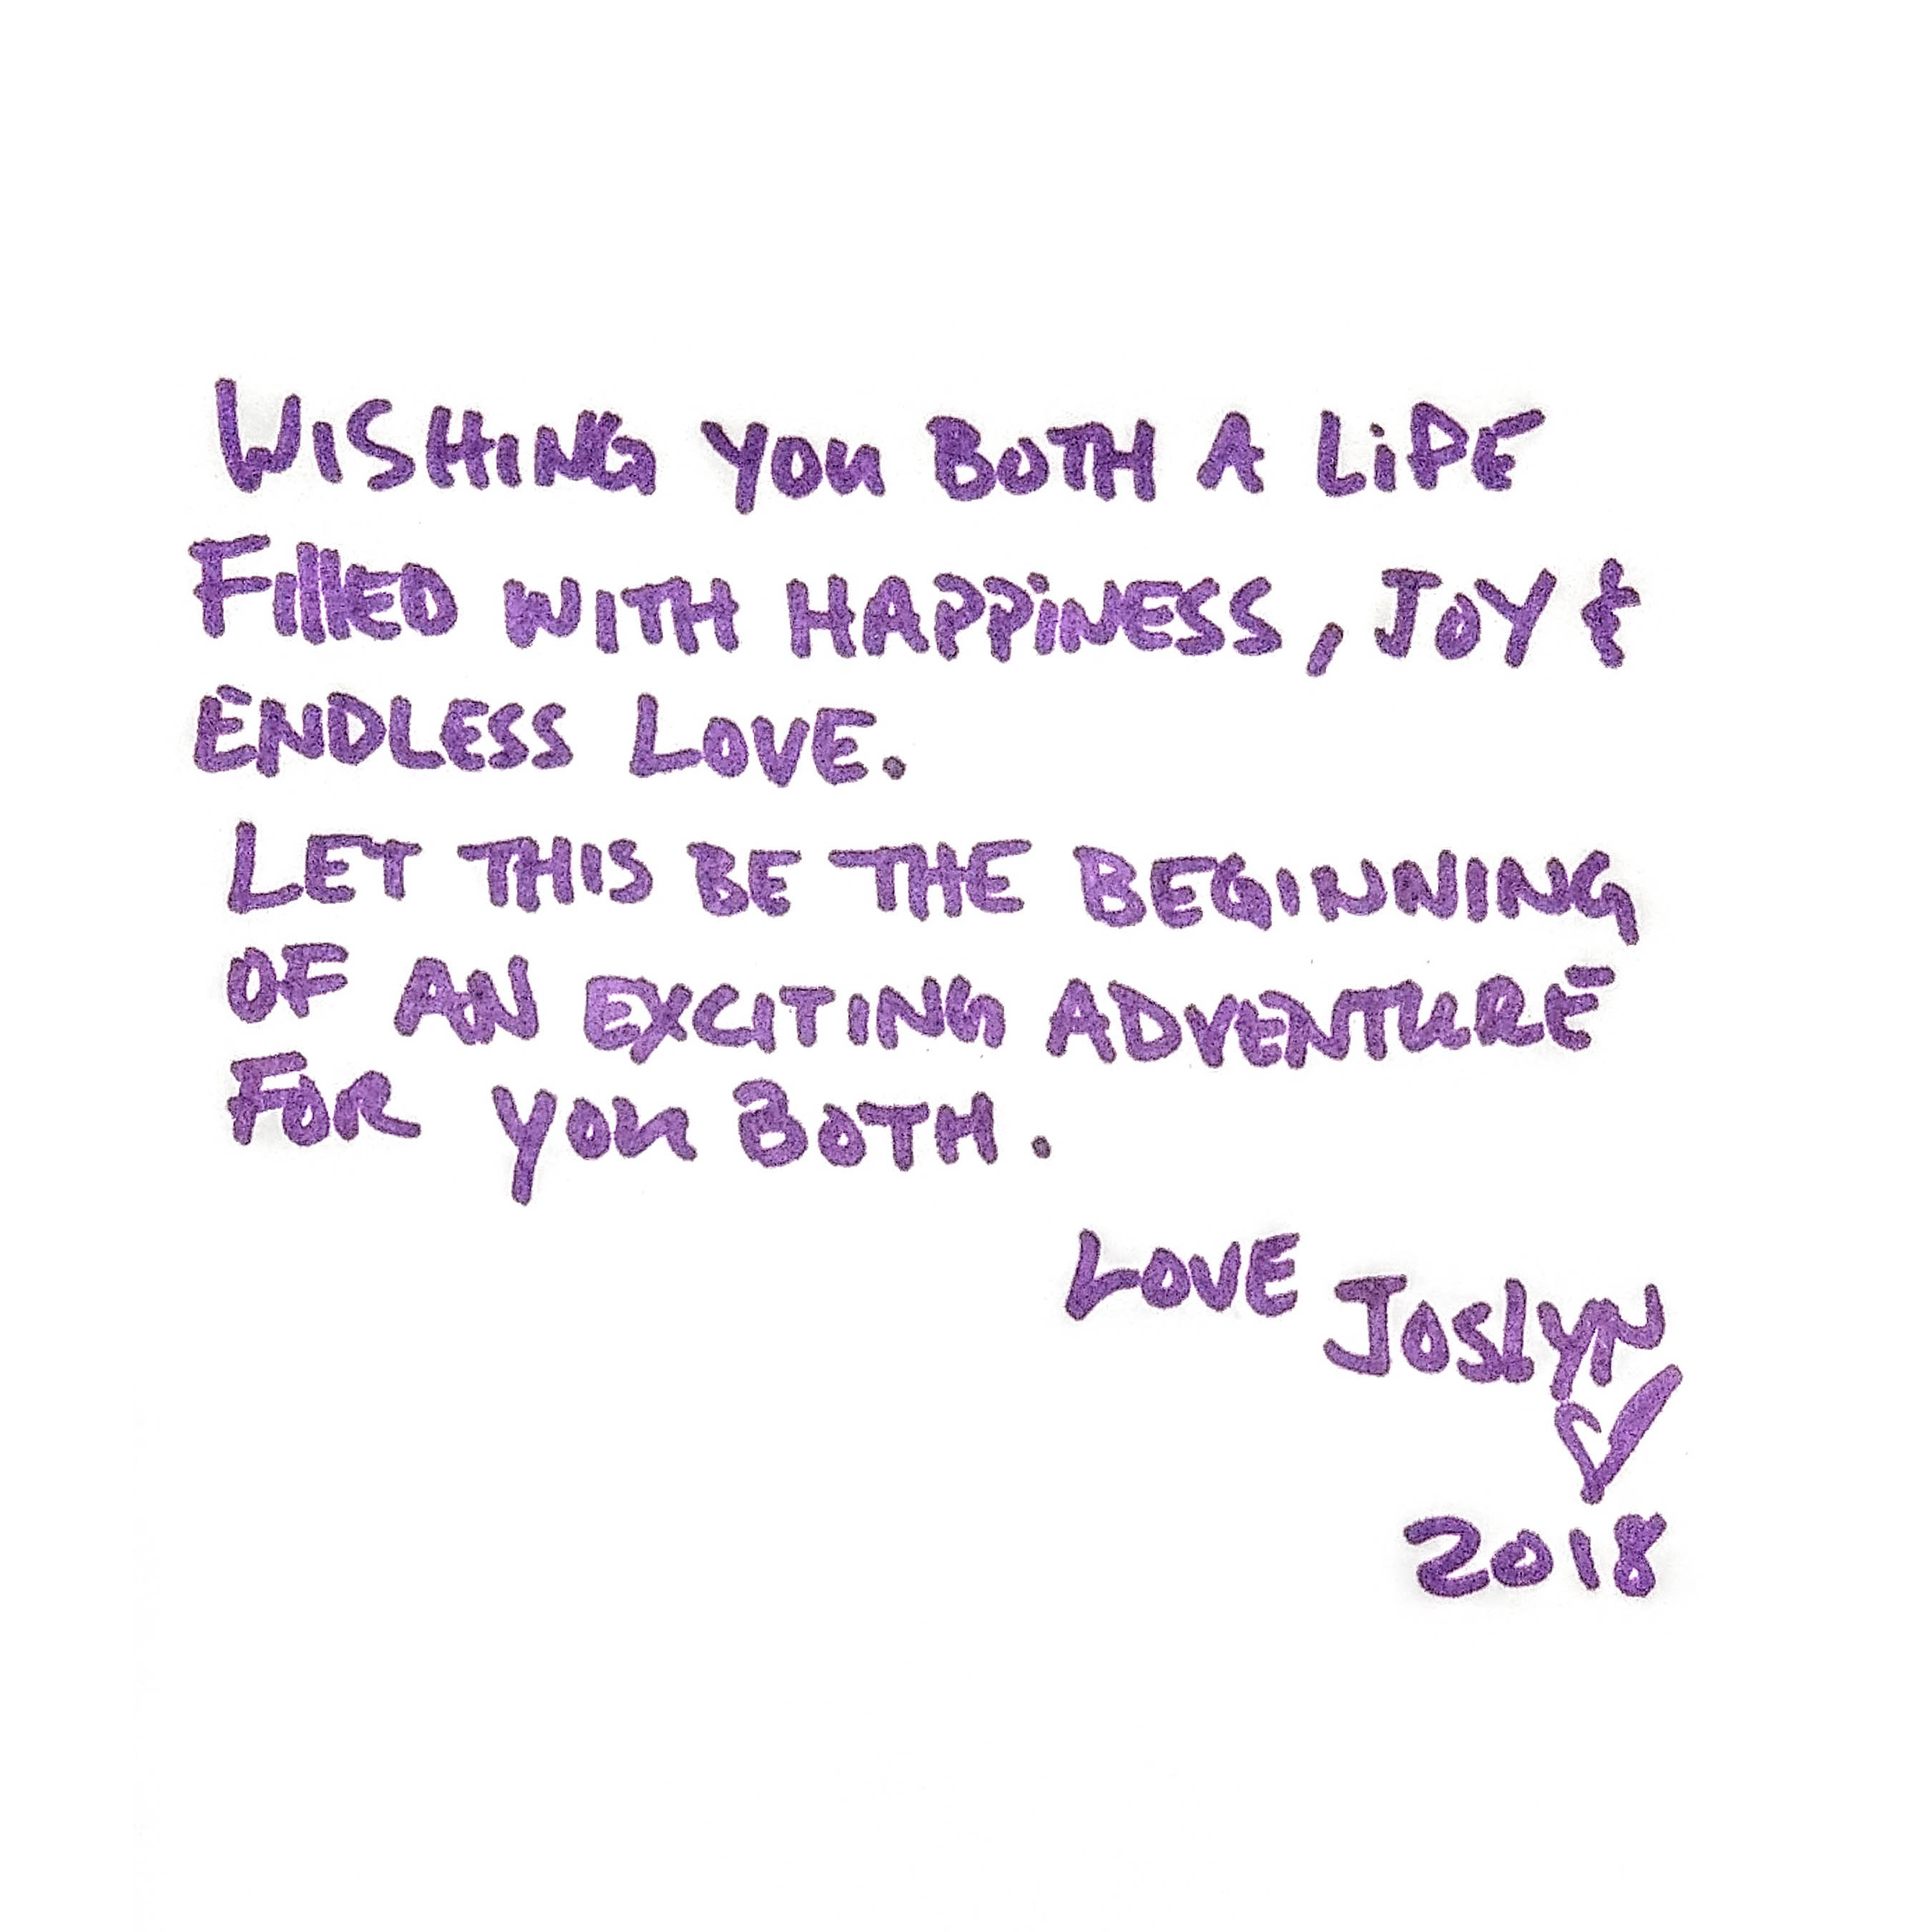 WISHING YOU BOTH A LiFE
FillED WITH HAPPiNESS, JOY &
ENDLESS LOVE.
LET THIS BE THE BEGINNING
OF AN EXCITING ADVENTURE
FOR YOU BOTH.
LOVE JOSlYN
♡
2018